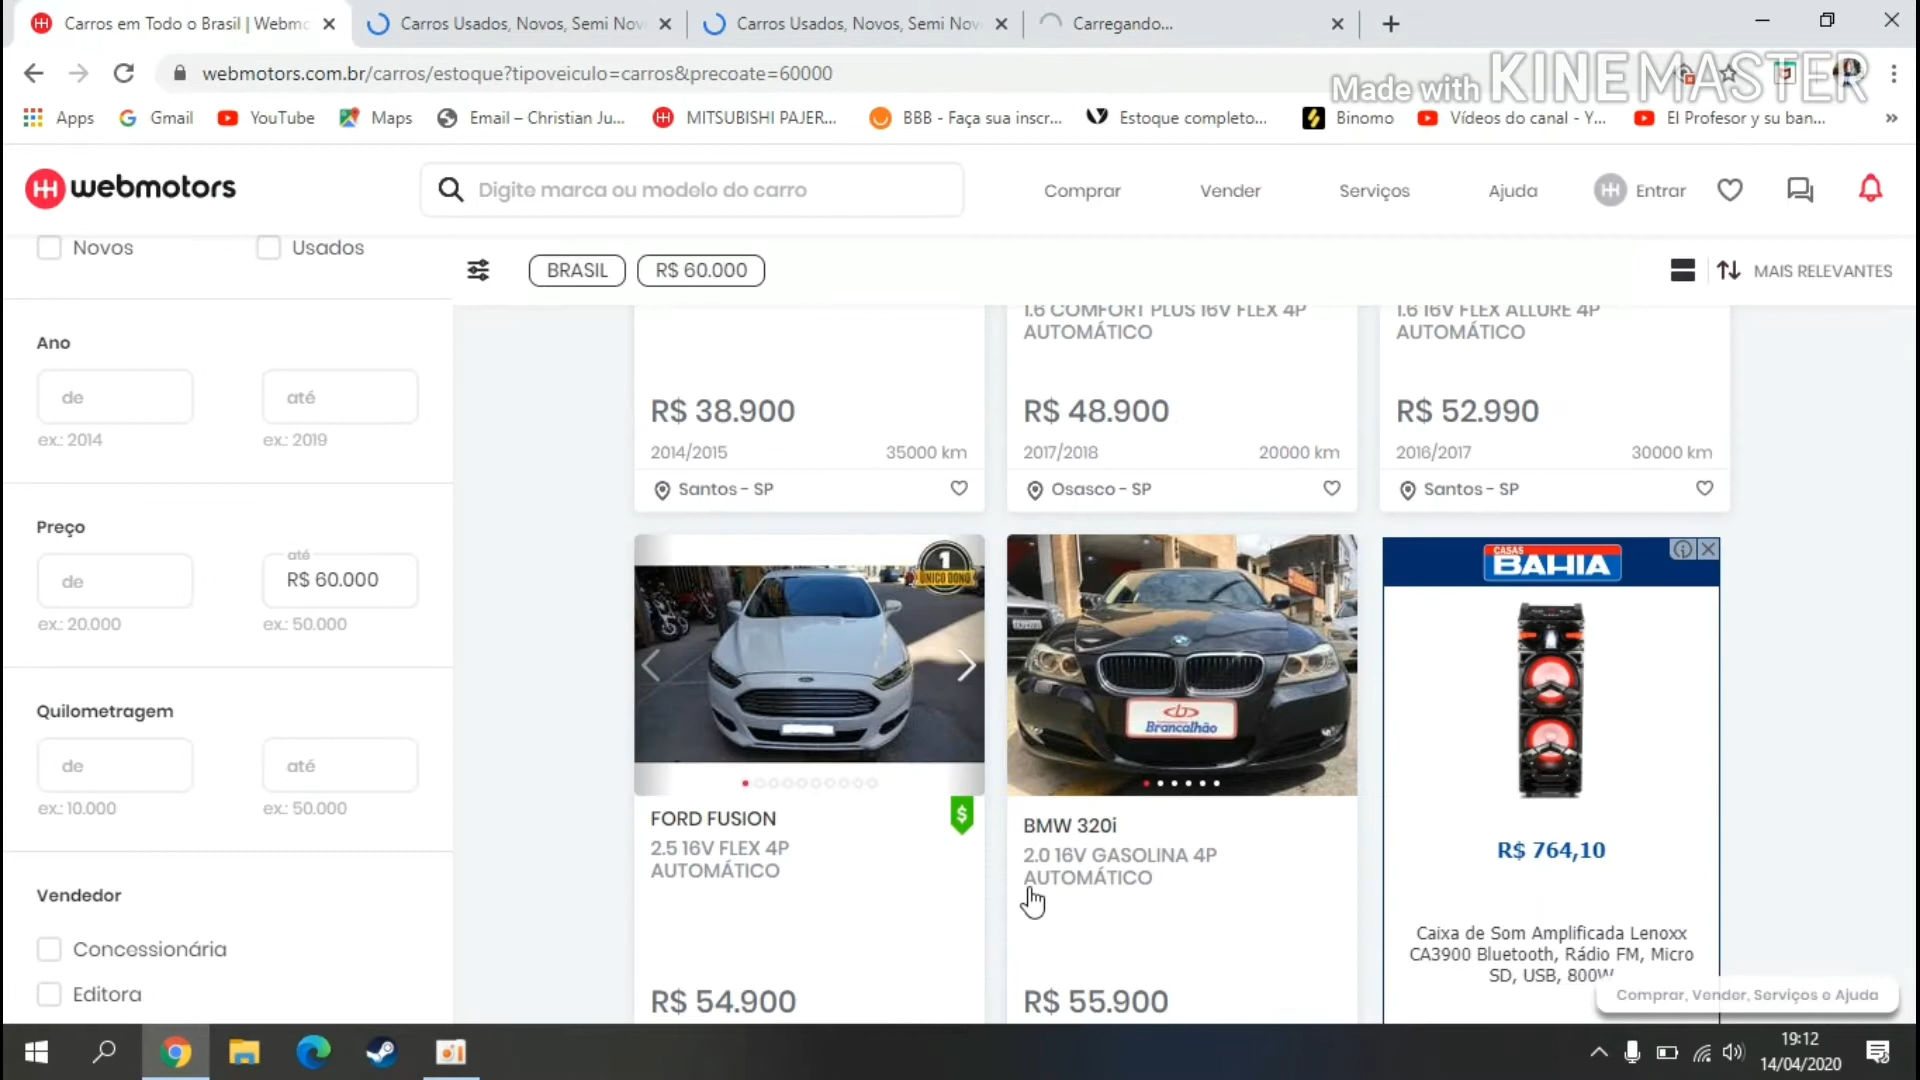 Carros em Todo o Brasil | Webmo
Carros Usados, Novos, Semi Nov
Carros Usados, Novos, Semi Nov
Carregando...
webmotors.com.br/carros/estoque?tipoveiculo=carros&precoate=60000
Made with KINEMASTER
Apps
Gmail
YouTube
Maps
Email – Christian Ju...
MITSUBISHI PAJER...
BBB - Faça sua inscr...
Estoque completo...
Binomo
Vídeos do canal - Y...
El Profesor y su ban...
webmotors
Digite marca ou modelo do carro
Comprar
Vender
Serviços
Ajuda
Entrar
Novos
Usados
BRASIL
R$ 60.000
MAIS RELEVANTES
Ano
de
até
ex.: 2014
ex.: 2019
Preço
de
até
R$ 60.000
ex.: 20.000
ex.: 50.000
Quilometragem
de
até
ex.: 10.000
ex.: 50.000
Vendedor
Concessionária
Editora
R$ 38.900
2014/2015
35000 km
Santos - SP
1.6 COMFORT PLUS 16V FLEX 4P
AUTOMÁTICO
R$ 48.900
2017/2018
20000 km
Osasco - SP
1.6 16V FLEX ALLURE 4P
AUTOMÁTICO
R$ 52.990
2016/2017
30000 km
Santos - SP
1
ÚNICO DONO
FORD FUSION
$
2.5 16V FLEX 4P
AUTOMÁTICO
R$ 54.900
Brancalhão
BMW 320i
2.0 16V GASOLINA 4P
AUTOMÁTICO
R$ 55.900
CASAS
BAHIA
R$ 764,10
Caixa de Som Amplificada Lenoxx
CA3900 Bluetooth, Rádio FM, Micro
SD, USB, 800W
Comprar, Vender, Serviços e Ajuda
19:12
14/04/2020